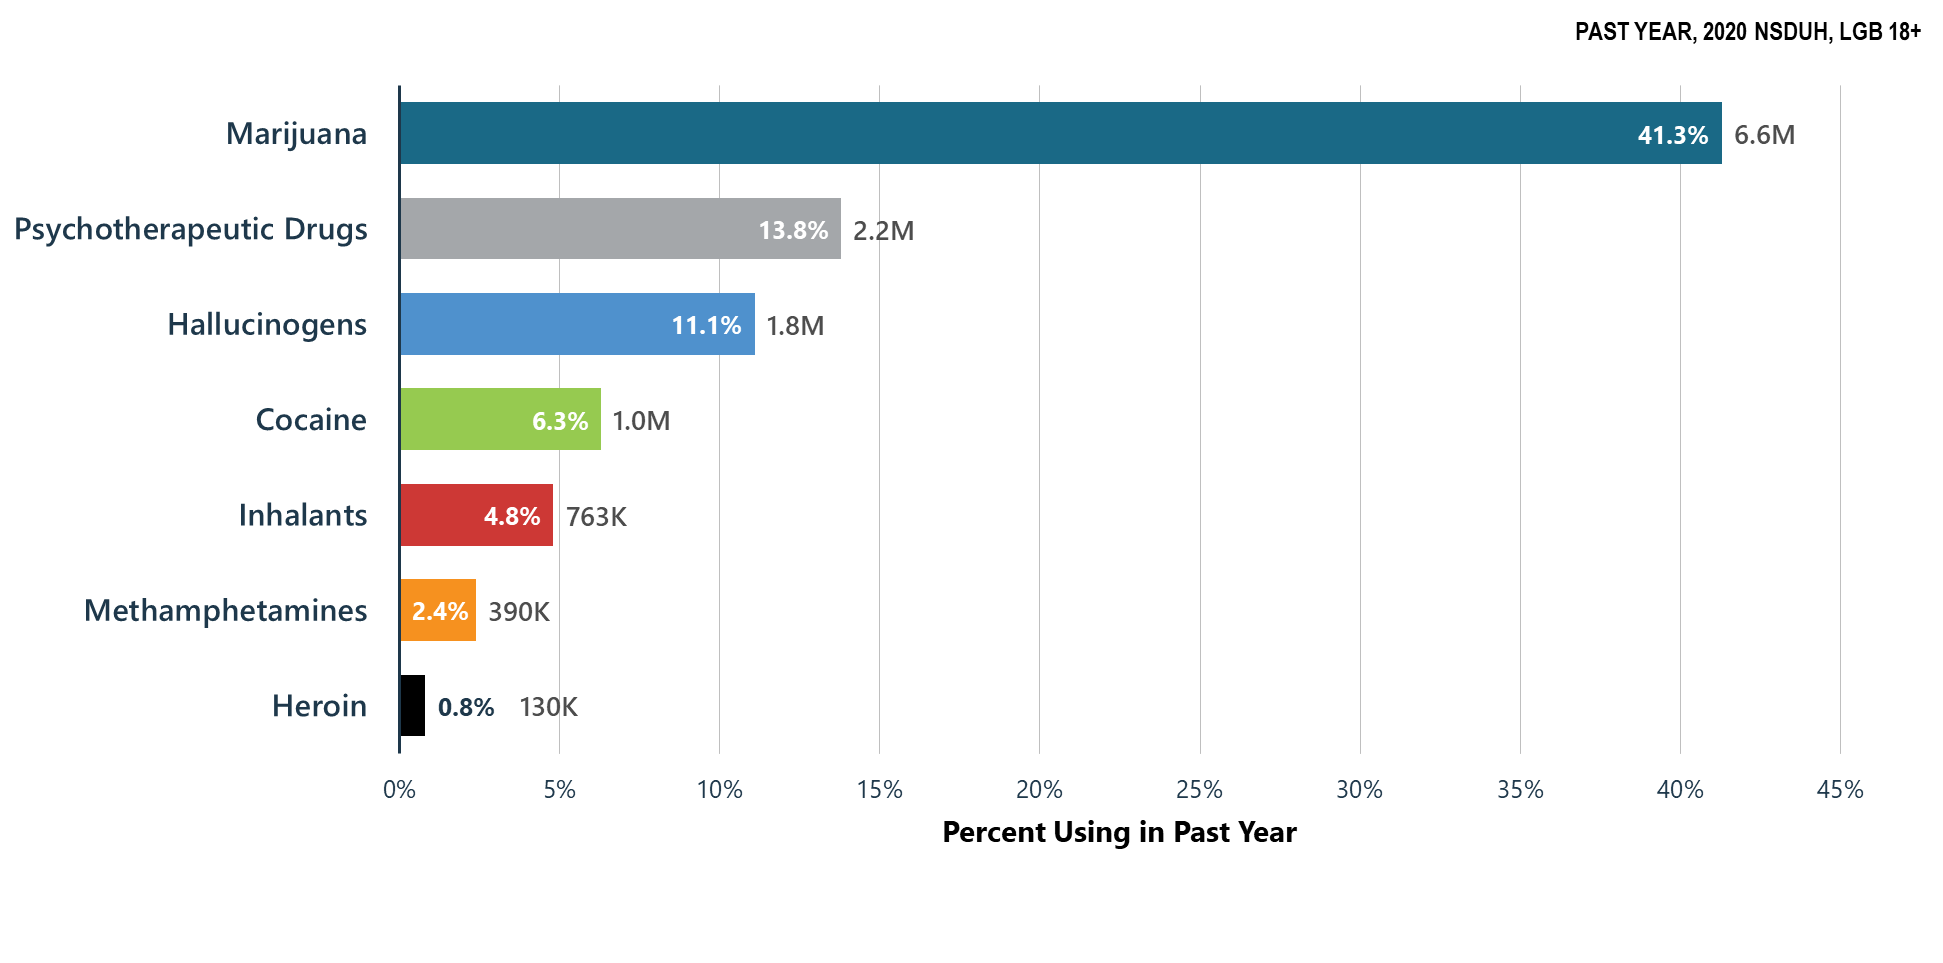 PAST YEAR, 2020 NSDUH, LGB 18+
Marijuana 41.3% 6.6M
Psychotherapeutic Drugs 13.8% 2.2M
Hallucinogens 11.1% 1.8M
Cocaine 6.3% 1.0M
Inhalants 4.8% 763K
Methamphetamines 2.4% 390K
Heroin 0.8% 130K
0% 5% 10% 15% 20% 25% 30% 35% 40% 45%
Percent Using in Past Year